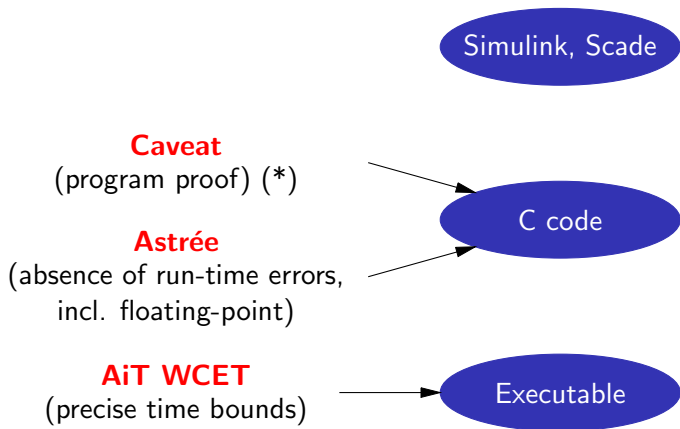 Simulink, Scade
Caveat
(program proof) (*)
C code
Astrée
(absence of run-time errors,
incl. floating-point)
AiT WCET
(precise time bounds)
Executable